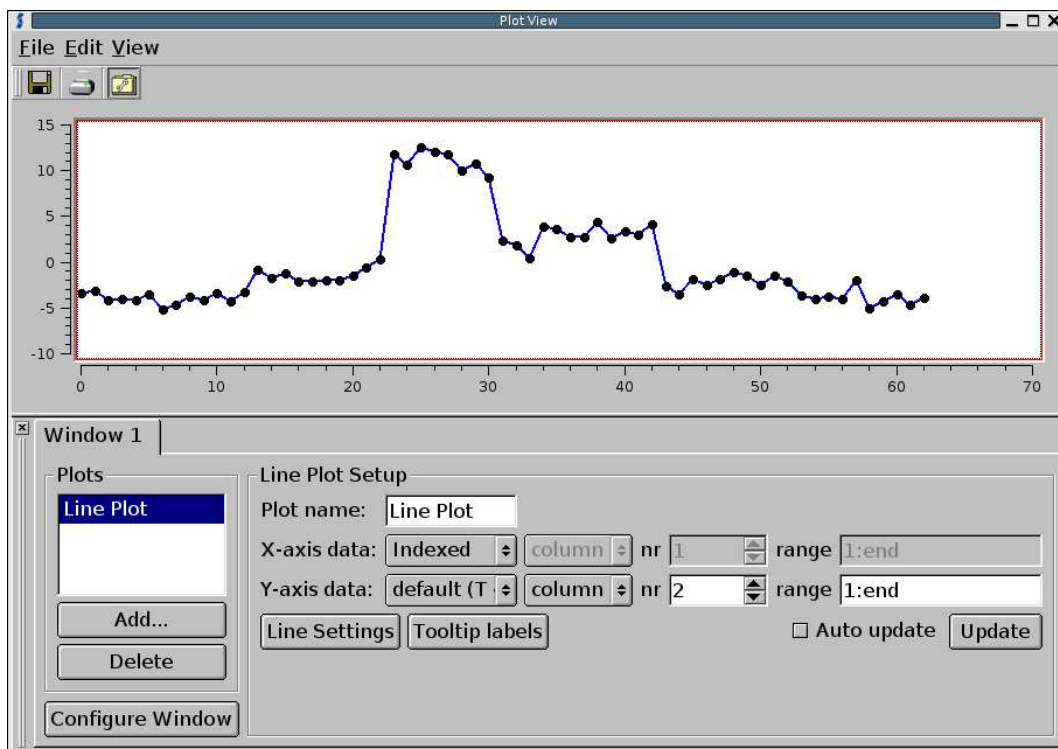 Plot View
File Edit View
15
10
5
0
-5
-10
0 10 20 30 40 50 60 70
Window 1
Plots
Line Plot
Add...
Delete
Configure Window
Line Plot Setup
Plot name: Line Plot
X-axis data: Indexed column nr 1 range 1:end
Y-axis data: default (T column nr 2 range 1:end
Line Settings Tooltip labels Auto update Update